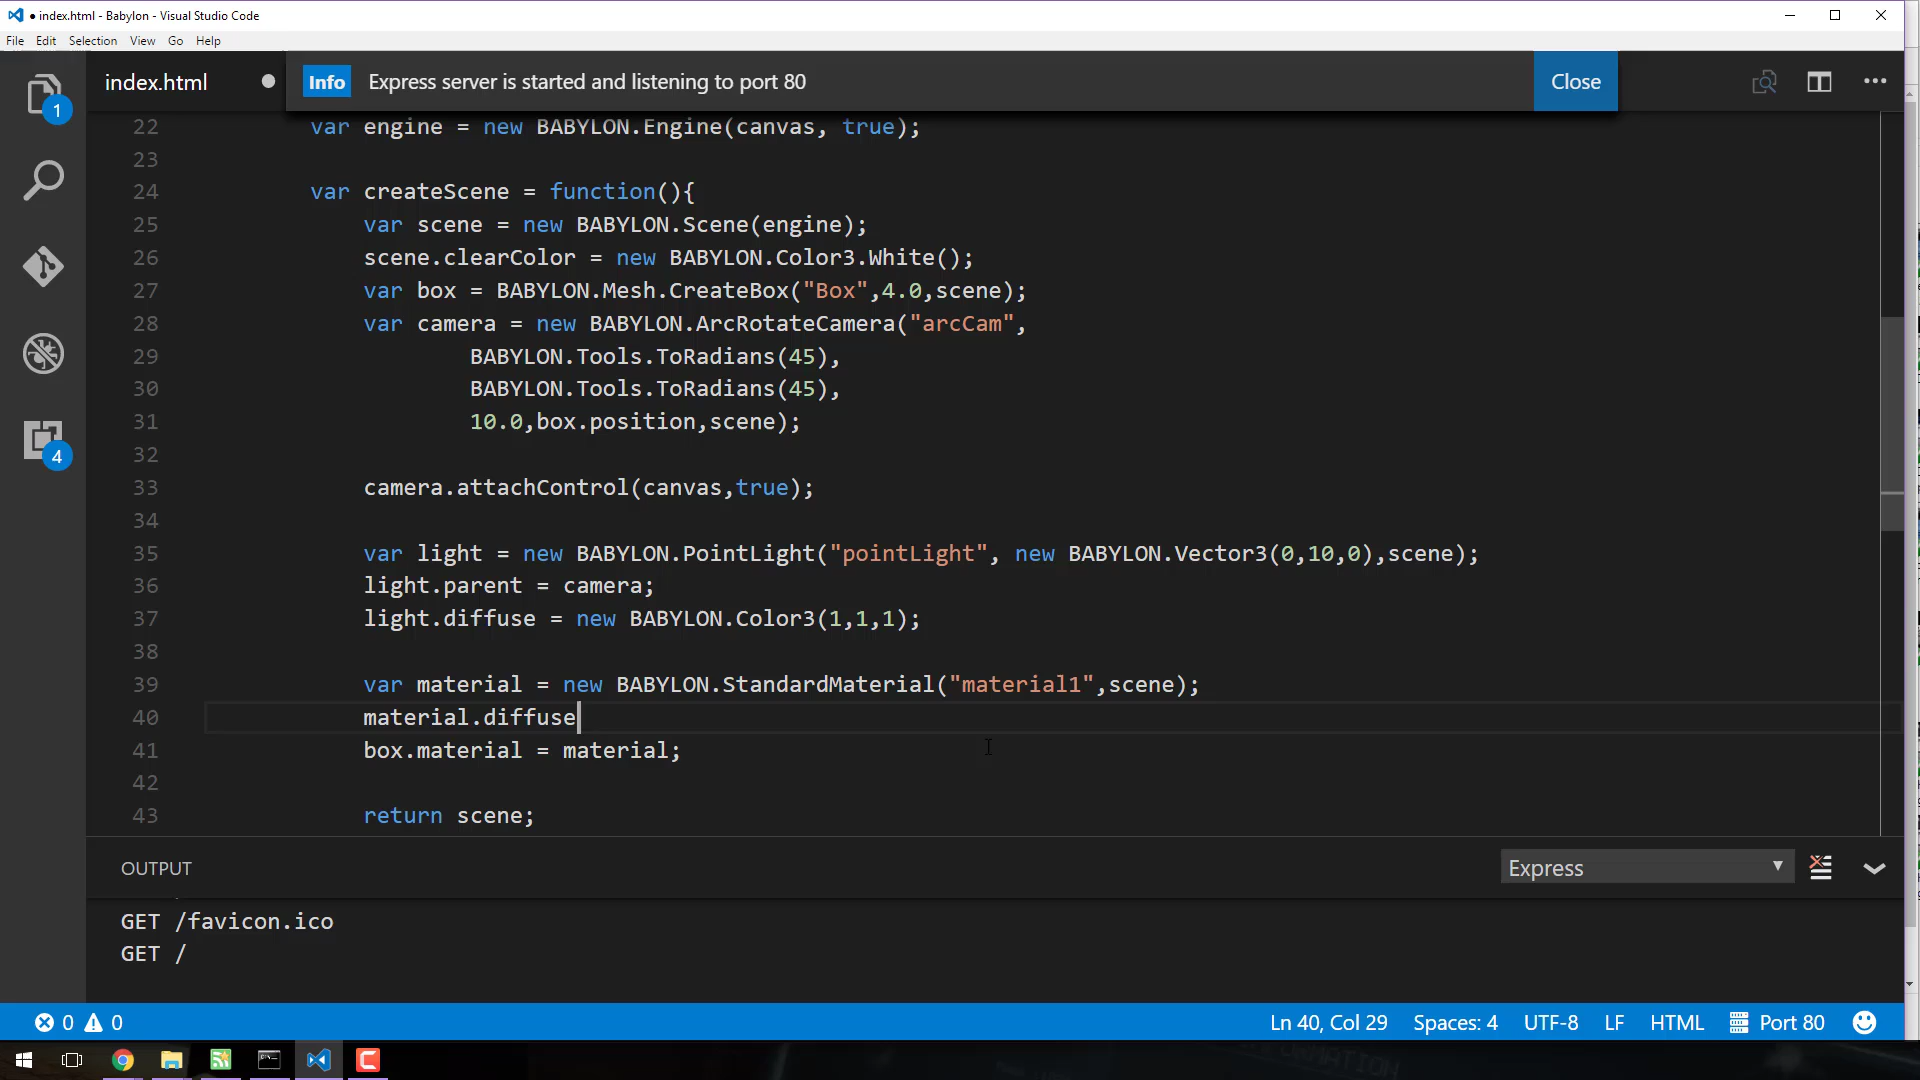 ● index.html - Babylon - Visual Studio Code
File Edit Selection View Go Help
index.html ● Info Express server is started and listening to port 80 Close
1
22 var engine = new BABYLON.Engine(canvas, true);
23
24 var createScene = function(){
25 var scene = new BABYLON.Scene(engine);
26 scene.clearColor = new BABYLON.Color3.White();
27 var box = BABYLON.Mesh.CreateBox("Box",4.0,scene);
28 var camera = new BABYLON.ArcRotateCamera("arcCam",
29 BABYLON.Tools.ToRadians(45),
30 BABYLON.Tools.ToRadians(45),
31 10.0,box.position,scene);
32
33 camera.attachControl(canvas,true);
4
34
35 var light = new BABYLON.PointLight("pointLight", new BABYLON.Vector3(0,10,0),scene);
36 light.parent = camera;
37 light.diffuse = new BABYLON.Color3(1,1,1);
38
39 var material = new BABYLON.StandardMaterial("material1",scene);
40 material.diffuse
41 box.material = material;
42
43 return scene;
OUTPUT Express
GET /favicon.ico
GET /
0 0 Ln 40, Col 29 Spaces: 4 UTF-8 LF HTML Port 80